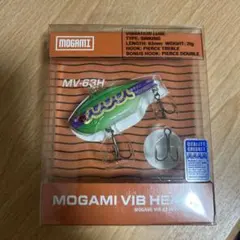 MOGAMI
VIBRATION LURE
TYPE: SINKING
LENGTH: 63mm WEIGHT:
HOOK: PIERCE TREBLE
BONUS HOOK: PIERCE DOUBLE
MV-63H
QUALITY
MOGAMI VIB HEAVY